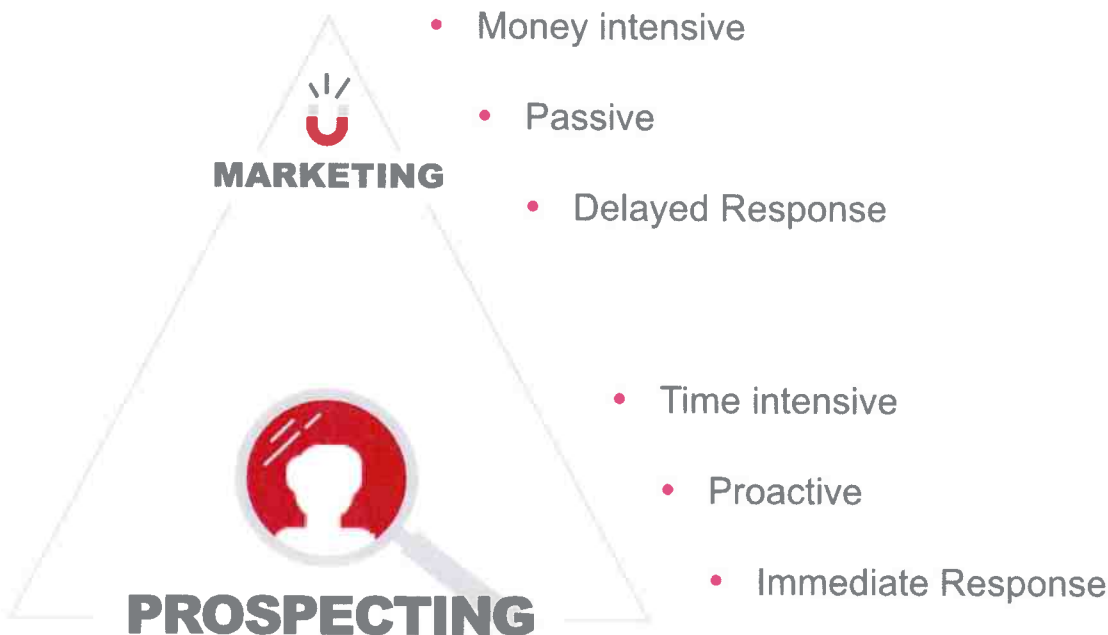 • Money intensive
• Passive
MARKETING
• Delayed Response
• Time intensive
• Proactive
• Immediate Response
PROSPECTING